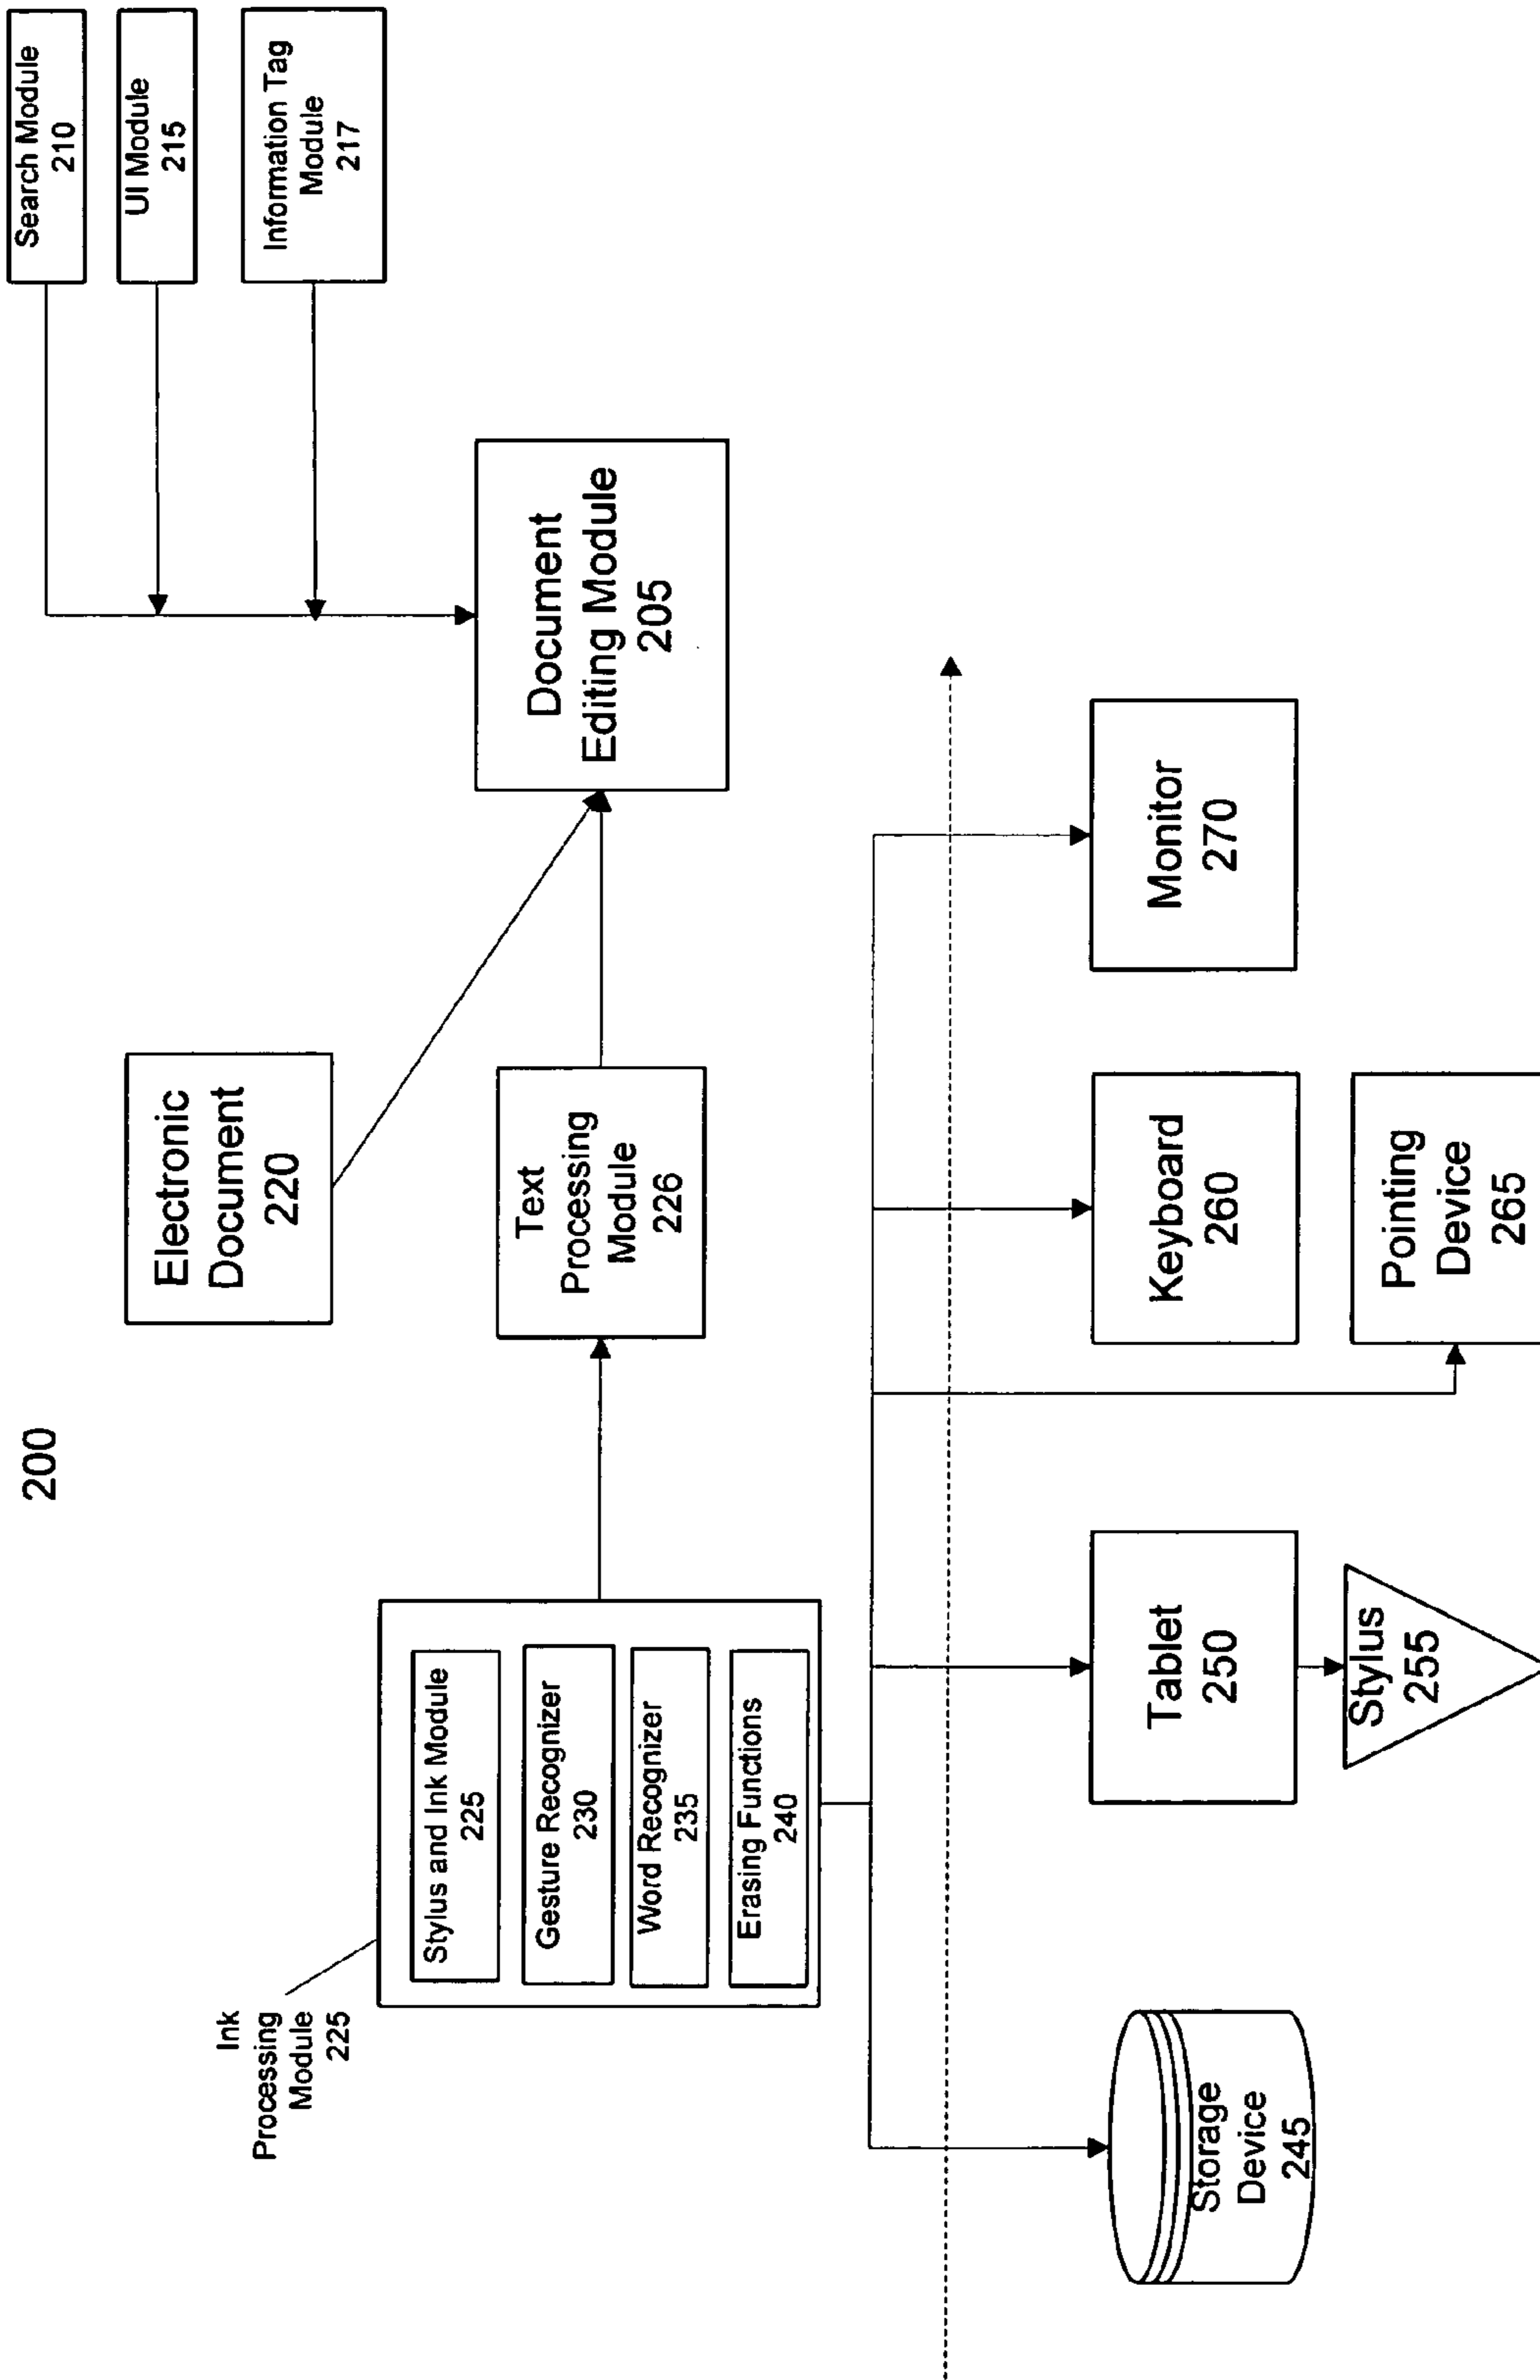 200
Search Module
210
UI Module
215
Information Tag
Module
217
Electronic
Document
220
Document
Editing Module
205
Text
Processing
Module
226
Ink
Processing
Module
225
Stylus and Ink Module
225
Gesture Recognizer
230
Word Recognizer
235
Erasing Functions
240
Storage
Device
245
Tablet
250
Stylus
255
Keyboard
260
Pointing
Device
265
Monitor
270